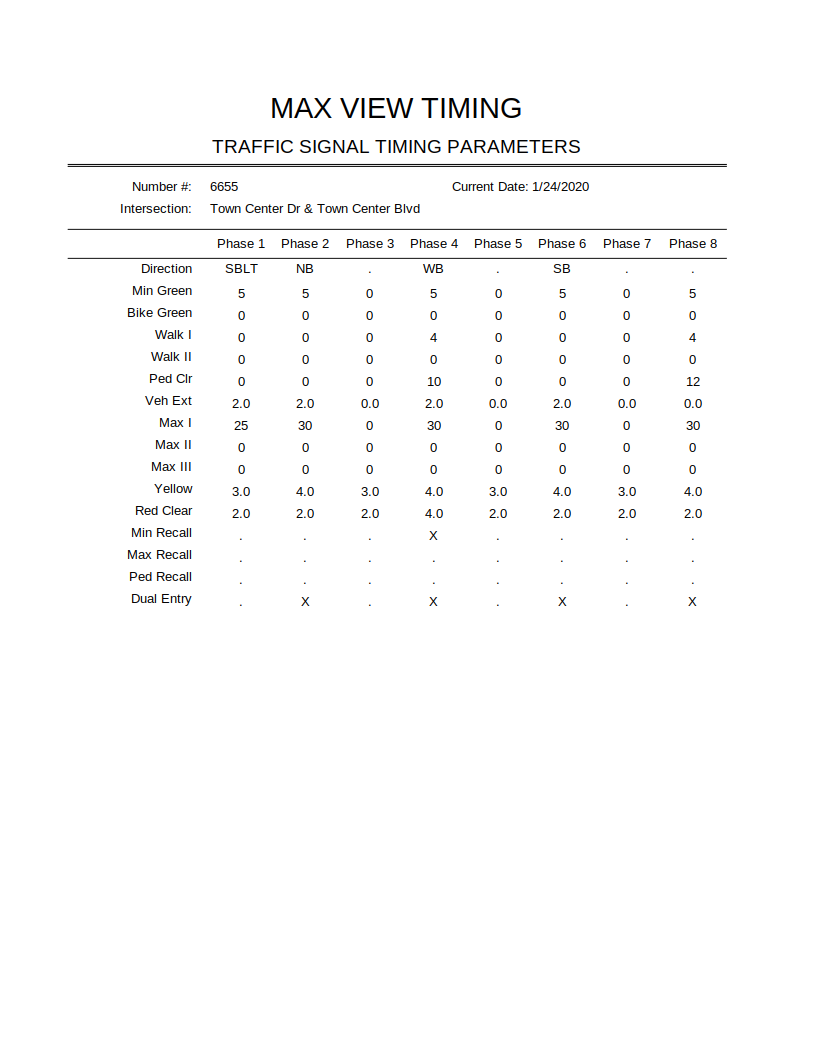 MAX VIEW TIMING
TRAFFIC SIGNAL TIMING PARAMETERS
Number #: 6655 Current Date: 1/24/2020
Intersection: Town Center Dr & Town Center Blvd
Phase 1 Phase 2 Phase 3 Phase 4 Phase 5 Phase 6 Phase 7 Phase 8
Direction SBLT NB . WB . SB . .
Min Green 5 5 0 5 0 5 0 5
Bike Green 0 0 0 0 0 0 0 0
Walk I 0 0 0 4 0 0 0 4
Walk II 0 0 0 0 0 0 0 0
Ped Clr 0 0 0 10 0 0 0 12
Veh Ext 2.0 2.0 0.0 2.0 0.0 2.0 0.0 0.0
Max I 25 30 0 30 0 30 0 30
Max II 0 0 0 0 0 0 0 0
Max III 0 0 0 0 0 0 0 0
Yellow 3.0 4.0 3.0 4.0 3.0 4.0 3.0 4.0
Red Clear 2.0 2.0 2.0 4.0 2.0 2.0 2.0 2.0
Min Recall . . . X . . . .
Max Recall . . . . . . . .
Ped Recall . . . . . . . .
Dual Entry . X . X . X . X